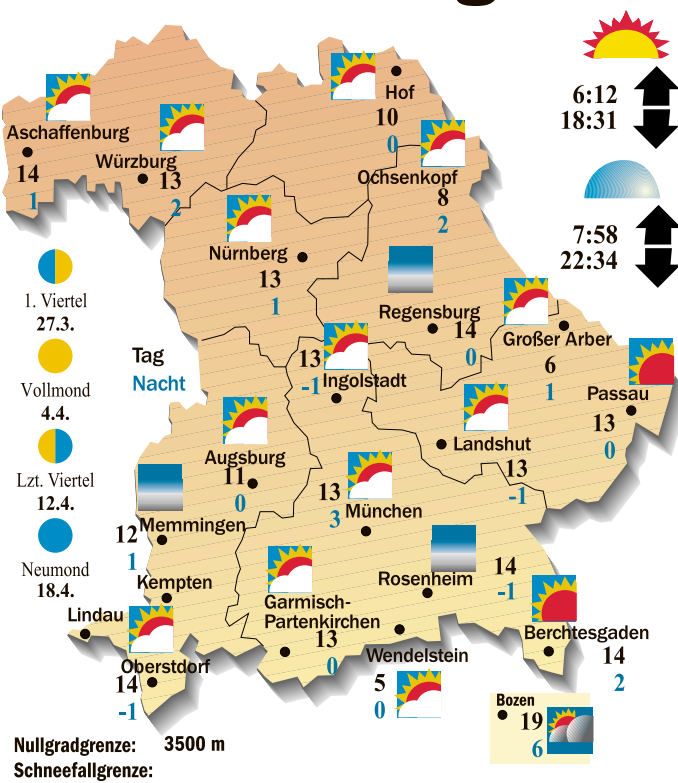 6:12
18:31
Hof
10
0
Aschaffenburg
14
1
Würzburg
13
2
Ochsenkopf
8
2
7:58
22:34
Nürnberg
13
1
1. Viertel
27.3.
Regensburg
14
0
Großer Arber
6
1
Tag
Nacht
13
-1
Ingolstadt
Vollmond
4.4.
Passau
13
0
Landshut
13
-1
Augsburg
11
0
Lzt. Viertel
12.4.
13
3
München
12
1
Memmingen
Neumond
18.4.
Kempten
Rosenheim
14
-1
Garmisch-
Partenkirchen
13
0
Lindau
Berchtesgaden
14
2
Wendelstein
5
0
Oberstdorf
14
-1
Bozen
19
6
Nullgradgrenze: 3500 m
Schneefallgrenze: